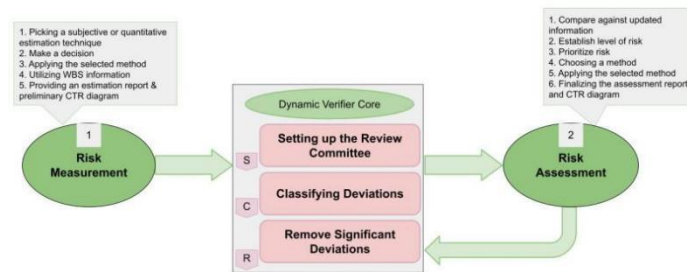 1. Picking a subjective or quantitative
estimation technique
2. Make a decision
3. Applying the selected method
4. Utilizing WBS information
5. Providing an estimation report &
preliminary CTR diagram
1
Risk
Measurement
Dynamic Verifier Core
Setting up the Review
Committee
S
Classifying Deviations
C
Remove Significant
Deviations
R
1. Compare against updated
information
2. Establish level of risk
3. Prioritize risk
4. Choosing a method
5. Applying the selected method
6. Finalizing the assessment report
and CTR diagram
2
Risk
Assessment